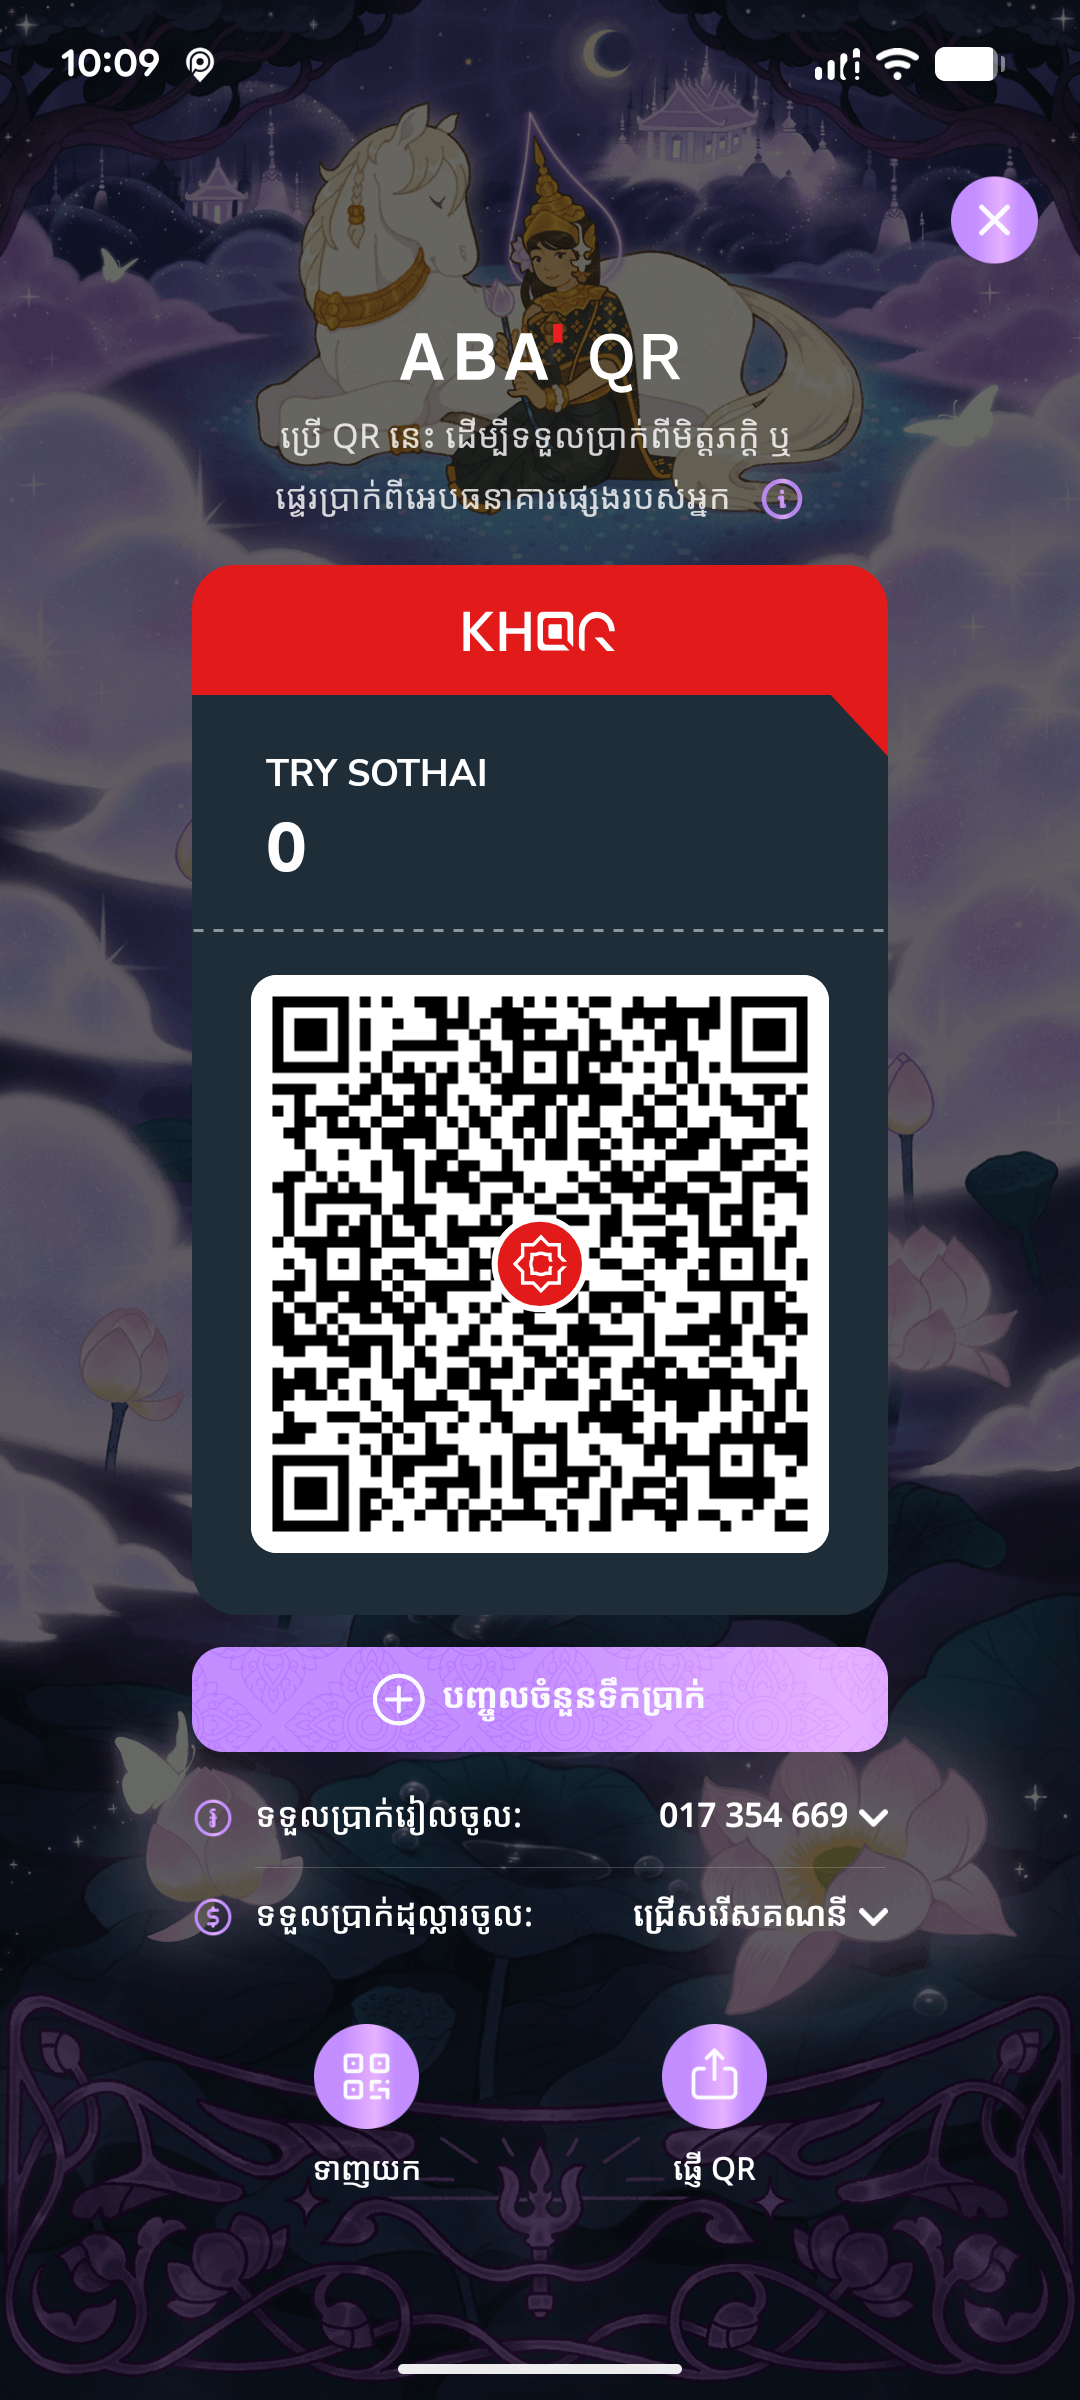 10:09
ABA' QR
ប្រើ QR នេះ ដើម្បីទទួលប្រាក់ពីមិត្តភក្តិ ឬ
ផ្ទេរប្រាក់ពីអេបធនាគារផ្សេងរបស់អ្នក
KHQR
TRY SOTHAI
0
បញ្ចូលចំនួនទឹកប្រាក់
ទទួលប្រាក់រៀលចូល: 017 354 669
ទទួលប្រាក់ដុល្លារចូល: ជ្រើសរើសគណនី
ទាញយក
ផ្ញើ QR